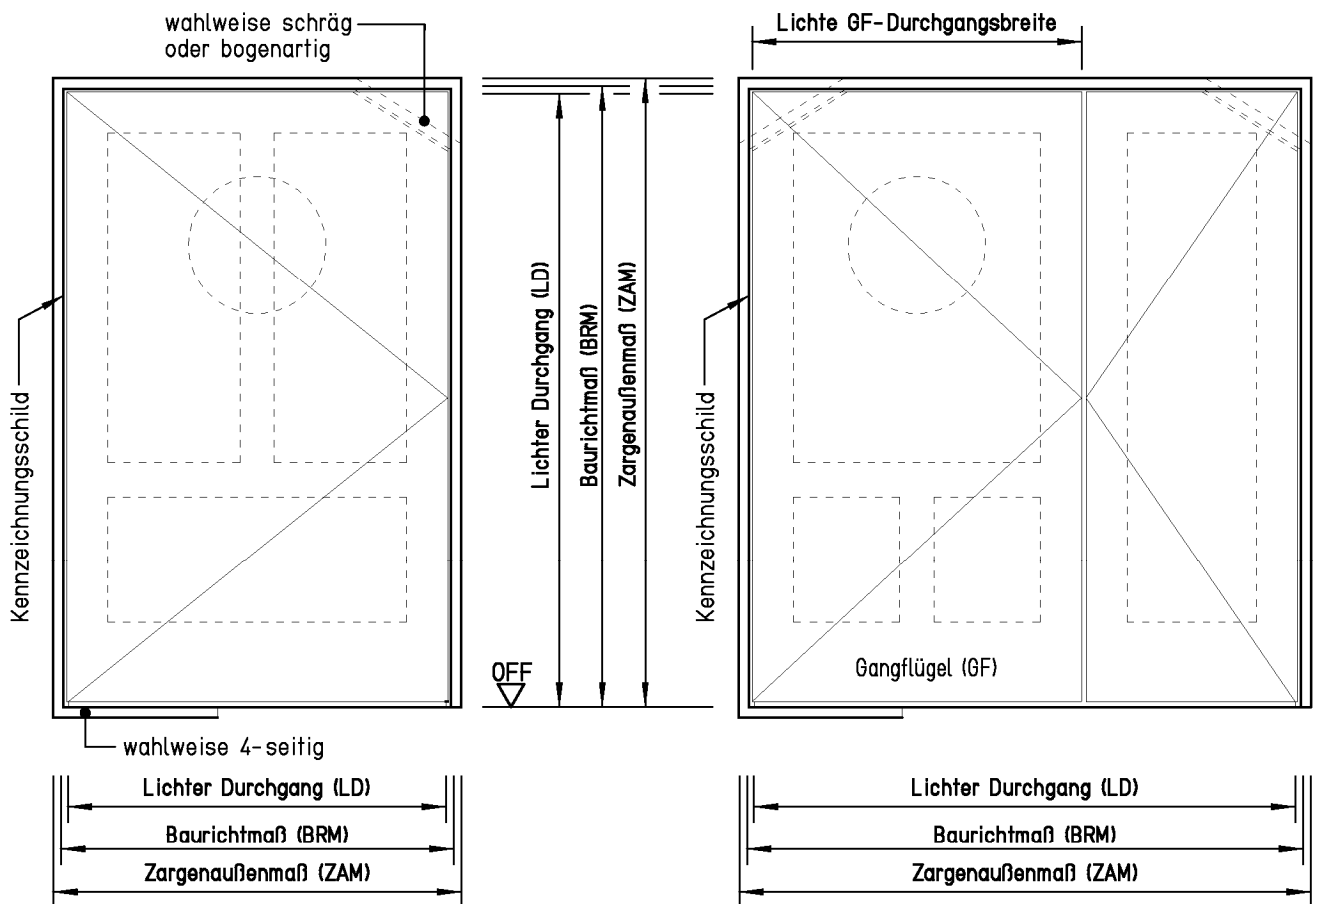 wahlweise schräg
oder bogenartig
Lichte GF-Durchgangsbreite
Kennzeichnungsschild
Lichter Durchgang (LD)
Baurichtmaß (BRM)
Zargenaußenmaß (ZAM)
Kennzeichnungsschild
OFF
Gangflügel (GF)
wahlweise 4-seitig
Lichter Durchgang (LD)
Baurichtmaß (BRM)
Zargenaußenmaß (ZAM)
Lichter Durchgang (LD)
Baurichtmaß (BRM)
Zargenaußenmaß (ZAM)